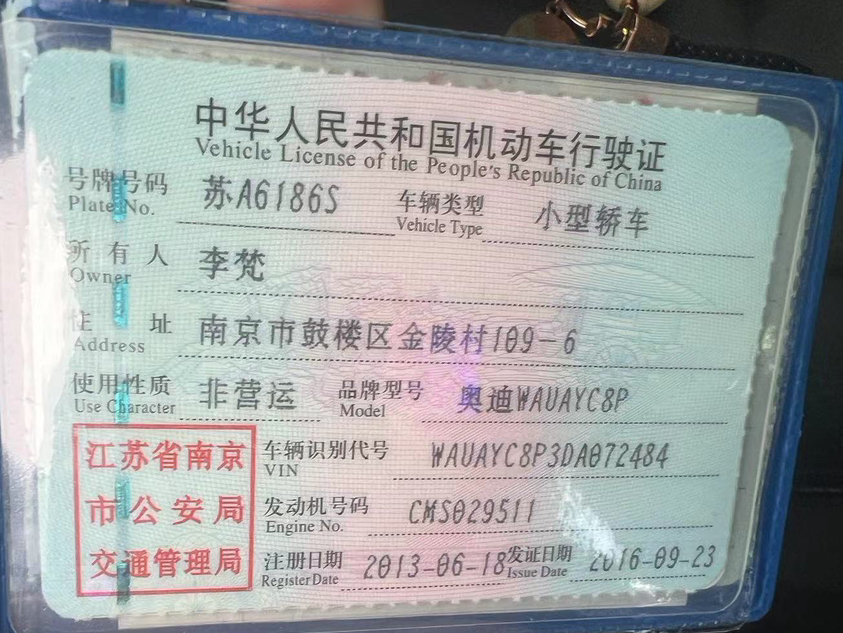 中华人民共和国机动车行驶证
Vehicle License of the People's Republic of China
号牌号码 苏A6186S 车辆类型 小型轿车
Plate No. Vehicle Type
所有人 李梵
Owner
住址 南京市鼓楼区金陵村109-6
Address
使用性质 非营运 品牌型号 奥迪WAUAYC8P
Use Character Model
江苏省南京 车辆识别代号 WAUAYC8P3DA072484
VIN
市公安局 发动机号码 CMS029511
Engine No.
交通管理局 注册日期 2013-06-18 发证日期 2016-09-23
Register Date Issue Date